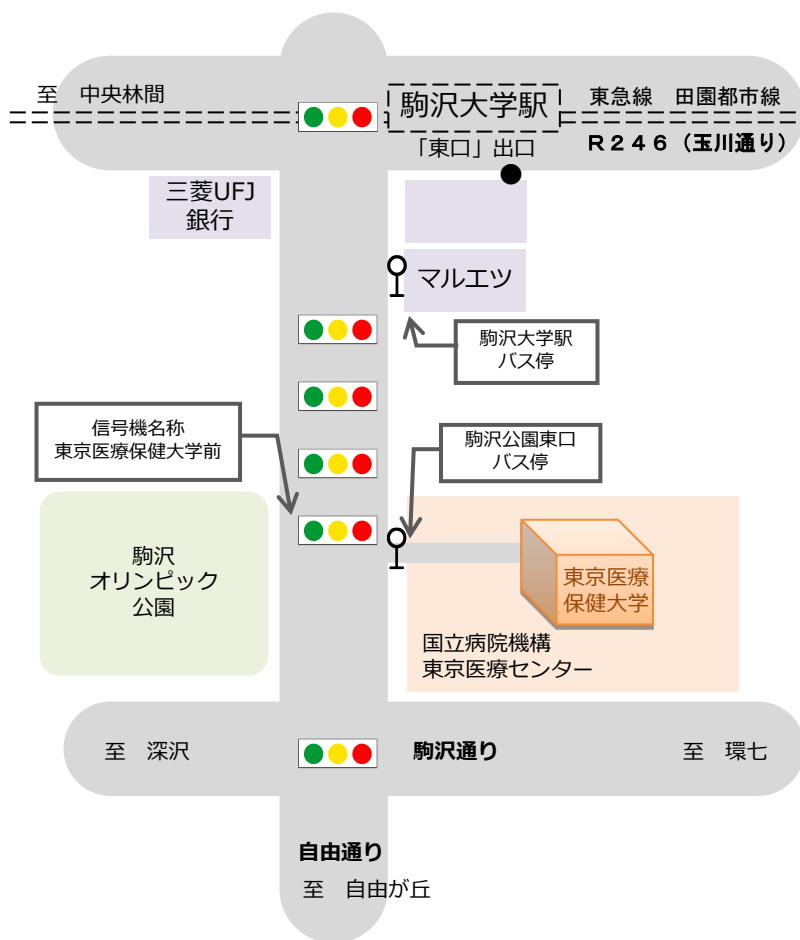 至　中央林間
駒沢大学駅
東急線　田園都市線
「東口」出口
Ｒ２４６（玉川通り）
三菱UFJ
銀行
マルエツ
駒沢大学駅
バス停
信号機名称
東京医療保健大学前
駒沢公園東口
バス停
駒沢
オリンピック
公園
東京医療
保健大学
国立病院機構
東京医療センター
至　深沢
駒沢通り
至　環七
自由通り
至　自由が丘